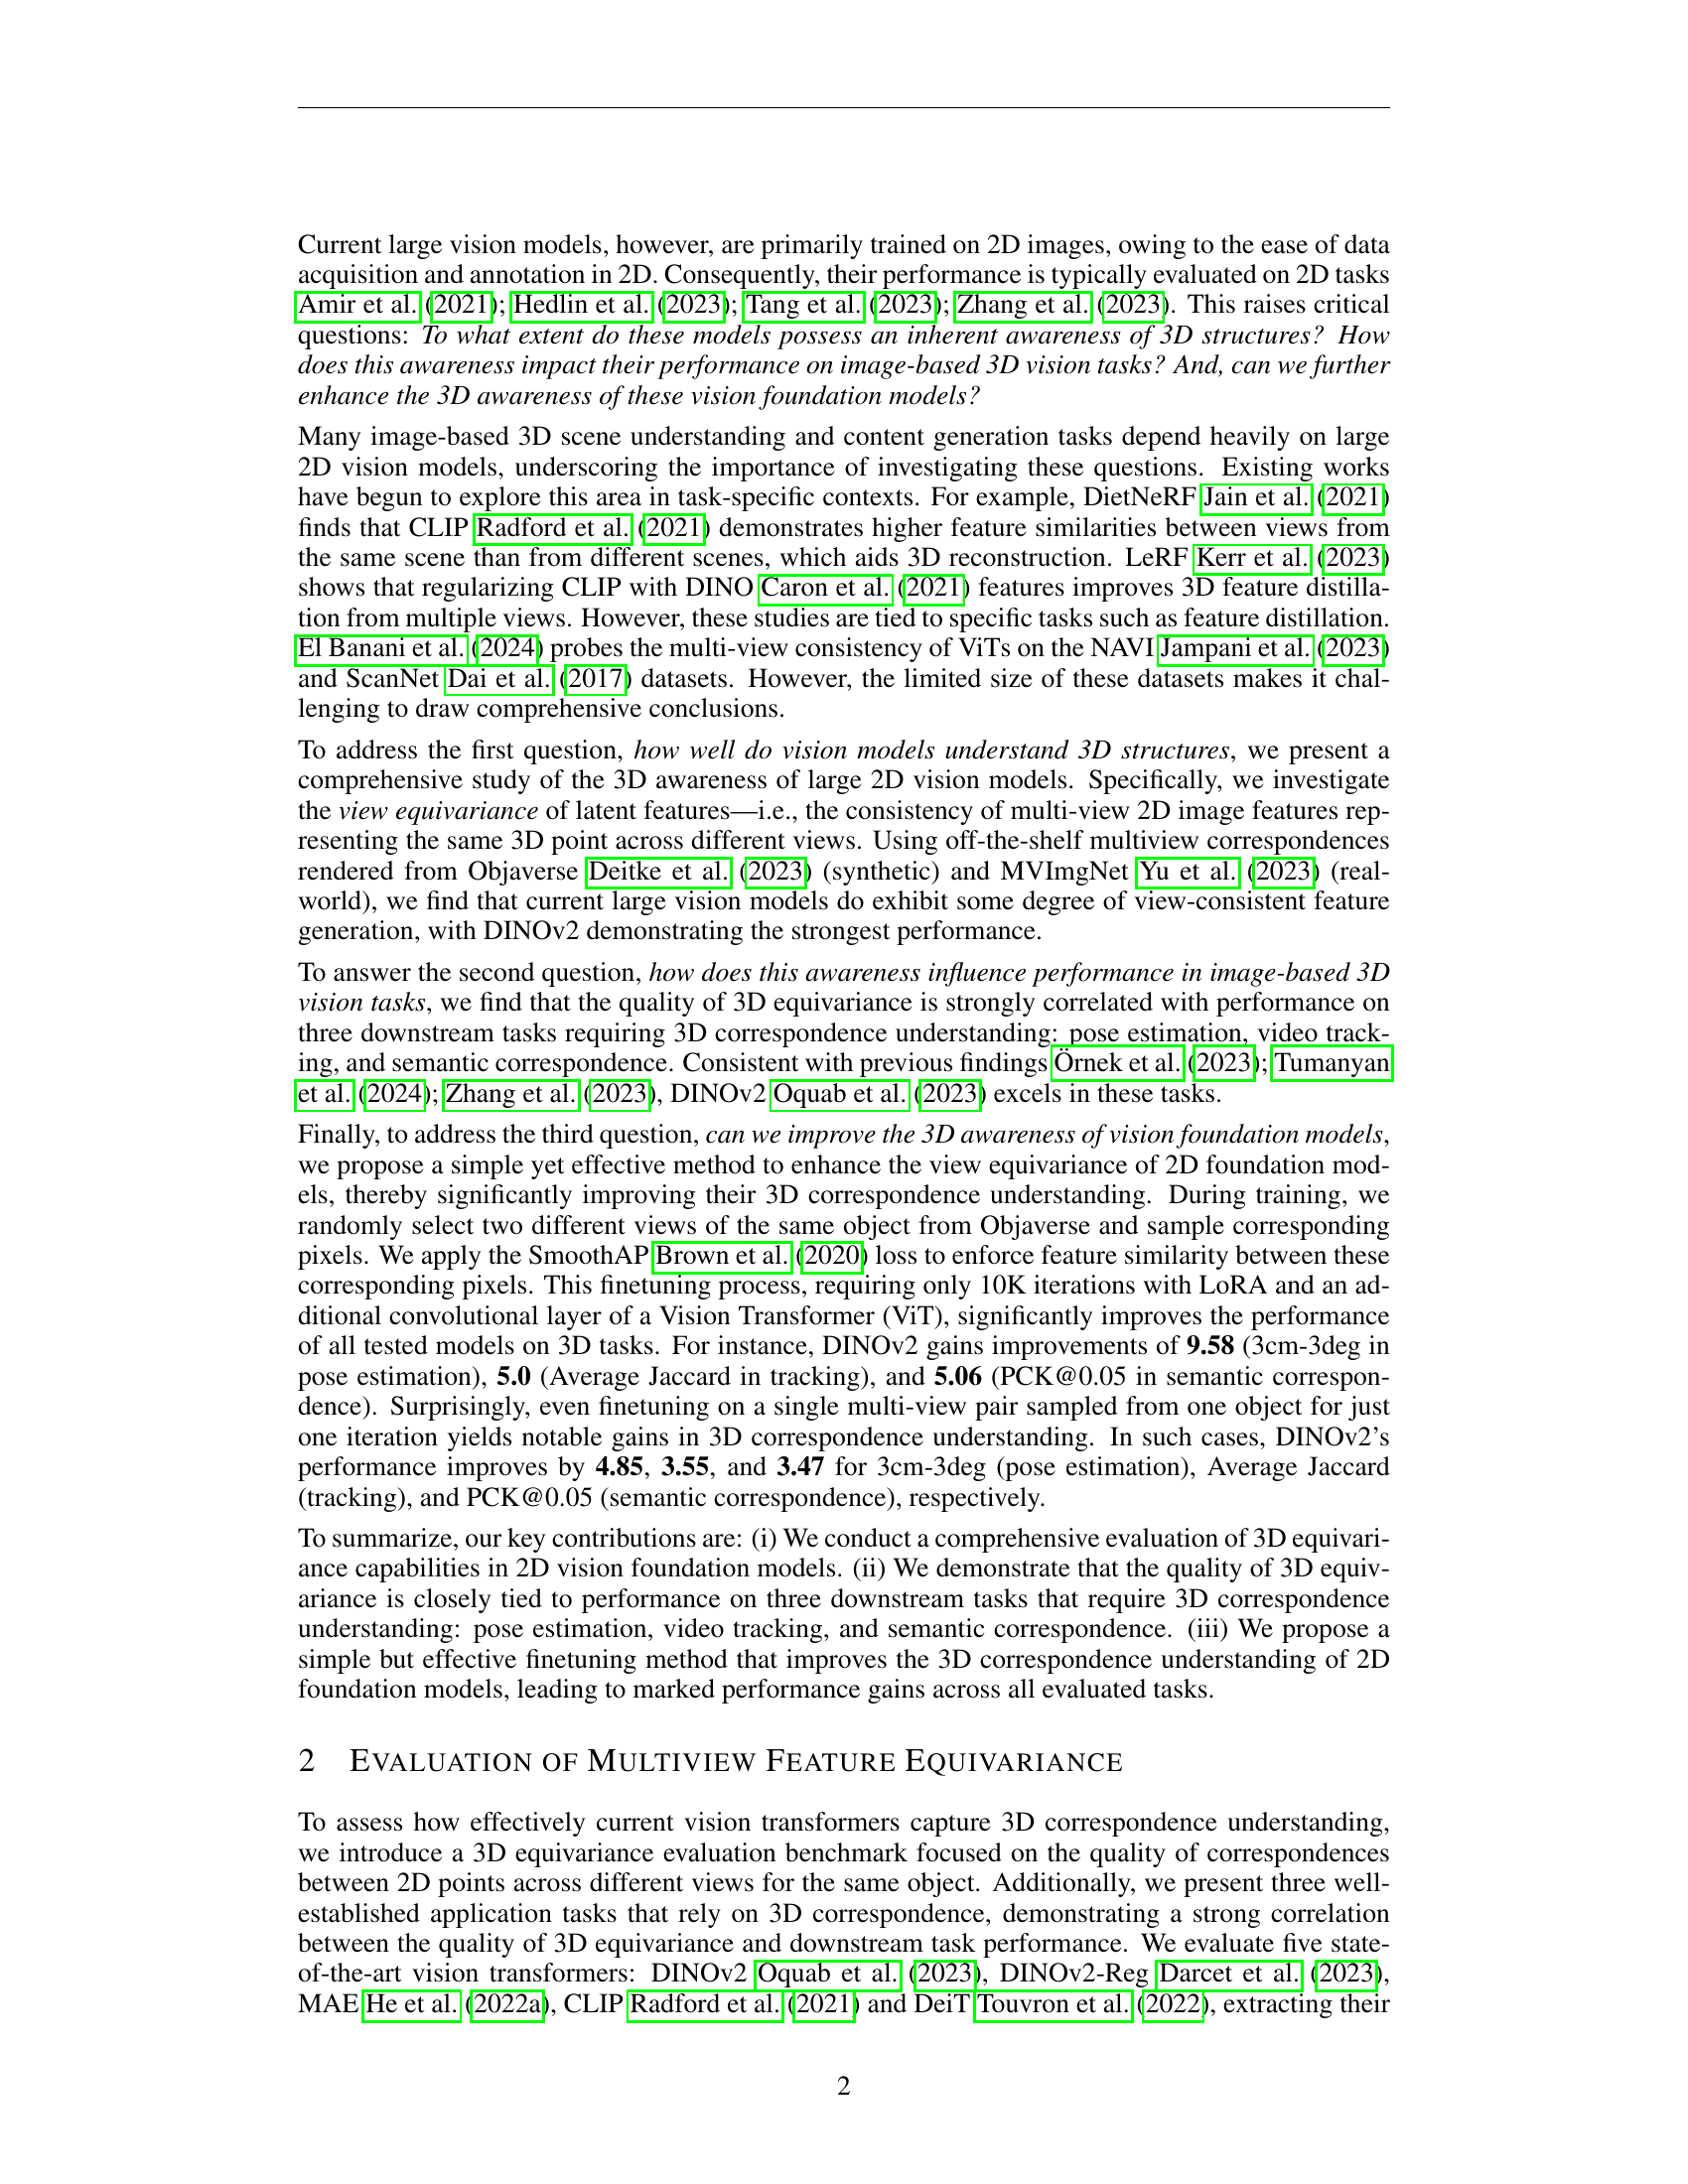 Current large vision models, however, are primarily trained on 2D images, owing to the ease of data
acquisition and annotation in 2D. Consequently, their performance is typically evaluated on 2D tasks
Amir et al. (2021); Hedlin et al. (2023); Tang et al. (2023); Zhang et al. (2023). This raises critical
questions: To what extent do these models possess an inherent awareness of 3D structures? How
does this awareness impact their performance on image-based 3D vision tasks? And, can we further
enhance the 3D awareness of these vision foundation models?
Many image-based 3D scene understanding and content generation tasks depend heavily on large
2D vision models, underscoring the importance of investigating these questions. Existing works
have begun to explore this area in task-specific contexts. For example, DietNeRF Jain et al. (2021)
finds that CLIP Radford et al. (2021) demonstrates higher feature similarities between views from
the same scene than from different scenes, which aids 3D reconstruction. LeRF Kerr et al. (2023)
shows that regularizing CLIP with DINO Caron et al. (2021) features improves 3D feature distilla-
tion from multiple views. However, these studies are tied to specific tasks such as feature distillation.
El Banani et al. (2024) probes the multi-view consistency of ViTs on the NAVI Jampani et al. (2023)
and ScanNet Dai et al. (2017) datasets. However, the limited size of these datasets makes it chal-
lenging to draw comprehensive conclusions.
To address the first question, how well do vision models understand 3D structures, we present a
comprehensive study of the 3D awareness of large 2D vision models. Specifically, we investigate
the view equivariance of latent features—i.e., the consistency of multi-view 2D image features rep-
resenting the same 3D point across different views. Using off-the-shelf multiview correspondences
rendered from Objaverse Deitke et al. (2023) (synthetic) and MVImgNet Yu et al. (2023) (real-
world), we find that current large vision models do exhibit some degree of view-consistent feature
generation, with DINOv2 demonstrating the strongest performance.
To answer the second question, how does this awareness influence performance in image-based 3D
vision tasks, we find that the quality of 3D equivariance is strongly correlated with performance on
three downstream tasks requiring 3D correspondence understanding: pose estimation, video track-
ing, and semantic correspondence. Consistent with previous findings Örnek et al. (2023); Tumanyan
et al. (2024); Zhang et al. (2023), DINOv2 Oquab et al. (2023) excels in these tasks.
Finally, to address the third question, can we improve the 3D awareness of vision foundation models,
we propose a simple yet effective method to enhance the view equivariance of 2D foundation mod-
els, thereby significantly improving their 3D correspondence understanding. During training, we
randomly select two different views of the same object from Objaverse and sample corresponding
pixels. We apply the SmoothAP Brown et al. (2020) loss to enforce feature similarity between these
corresponding pixels. This finetuning process, requiring only 10K iterations with LoRA and an ad-
ditional convolutional layer of a Vision Transformer (ViT), significantly improves the performance
of all tested models on 3D tasks. For instance, DINOv2 gains improvements of 9.58 (3cm-3deg in
pose estimation), 5.0 (Average Jaccard in tracking), and 5.06 (PCK@0.05 in semantic correspon-
dence). Surprisingly, even finetuning on a single multi-view pair sampled from one object for just
one iteration yields notable gains in 3D correspondence understanding. In such cases, DINOv2's
performance improves by 4.85, 3.55, and 3.47 for 3cm-3deg (pose estimation), Average Jaccard
(tracking), and PCK@0.05 (semantic correspondence), respectively.
To summarize, our key contributions are: (i) We conduct a comprehensive evaluation of 3D equivari-
ance capabilities in 2D vision foundation models. (ii) We demonstrate that the quality of 3D equiv-
ariance is closely tied to performance on three downstream tasks that require 3D correspondence
understanding: pose estimation, video tracking, and semantic correspondence. (iii) We propose a
simple but effective finetuning method that improves the 3D correspondence understanding of 2D
foundation models, leading to marked performance gains across all evaluated tasks.
2 EVALUATION OF MULTIVIEW FEATURE EQUIVARIANCE
To assess how effectively current vision transformers capture 3D correspondence understanding,
we introduce a 3D equivariance evaluation benchmark focused on the quality of correspondences
between 2D points across different views for the same object. Additionally, we present three well-
established application tasks that rely on 3D correspondence, demonstrating a strong correlation
between the quality of 3D equivariance and downstream task performance. We evaluate five state-
of-the-art vision transformers: DINOv2 Oquab et al. (2023), DINOv2-Reg Darcet et al. (2023),
MAE He et al. (2022a), CLIP Radford et al. (2021) and DeiT Touvron et al. (2022), extracting their
2